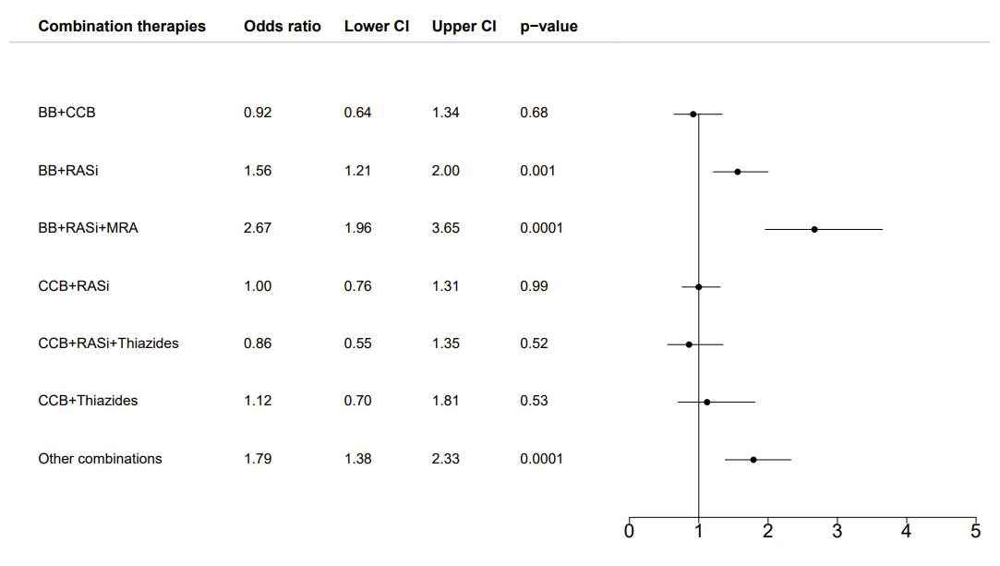 Combination therapies Odds ratio Lower CI Upper CI p−value
BB+CCB 0.92 0.64 1.34 0.68
BB+RASi 1.56 1.21 2.00 0.001
BB+RASi+MRA 2.67 1.96 3.65 0.0001
CCB+RASi 1.00 0.76 1.31 0.99
CCB+RASi+Thiazides 0.86 0.55 1.35 0.52
CCB+Thiazides 1.12 0.70 1.81 0.53
Other combinations 1.79 1.38 2.33 0.0001
0 1 2 3 4 5